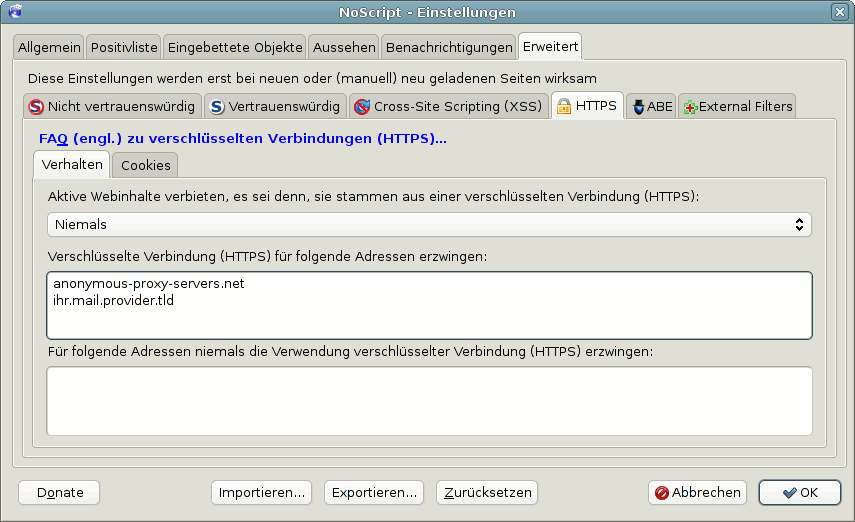 NoScript - Einstellungen
Allgemein Positivliste Eingebettete Objekte Aussehen Benachrichtigungen Erweitert
Diese Einstellungen werden erst bei neuen oder (manuell) neu geladenen Seiten wirksam
Nicht vertrauenswürdig Vertrauenswürdig Cross-Site Scripting (XSS) HTTPS ABE External Filters
FAQ (engl.) zu verschlüsselten Verbindungen (HTTPS)...
Verhalten Cookies
Aktive Webinhalte verbieten, es sei denn, sie stammen aus einer verschlüsselten Verbindung (HTTPS):
Niemals
Verschlüsselte Verbindung (HTTPS) für folgende Adressen erzwingen:
anonymous-proxy-servers.net
ihr.mail.provider.tld
Für folgende Adressen niemals die Verwendung verschlüsselter Verbindung (HTTPS) erzwingen:
Donate Importieren... Exportieren... Zurücksetzen Abbrechen OK